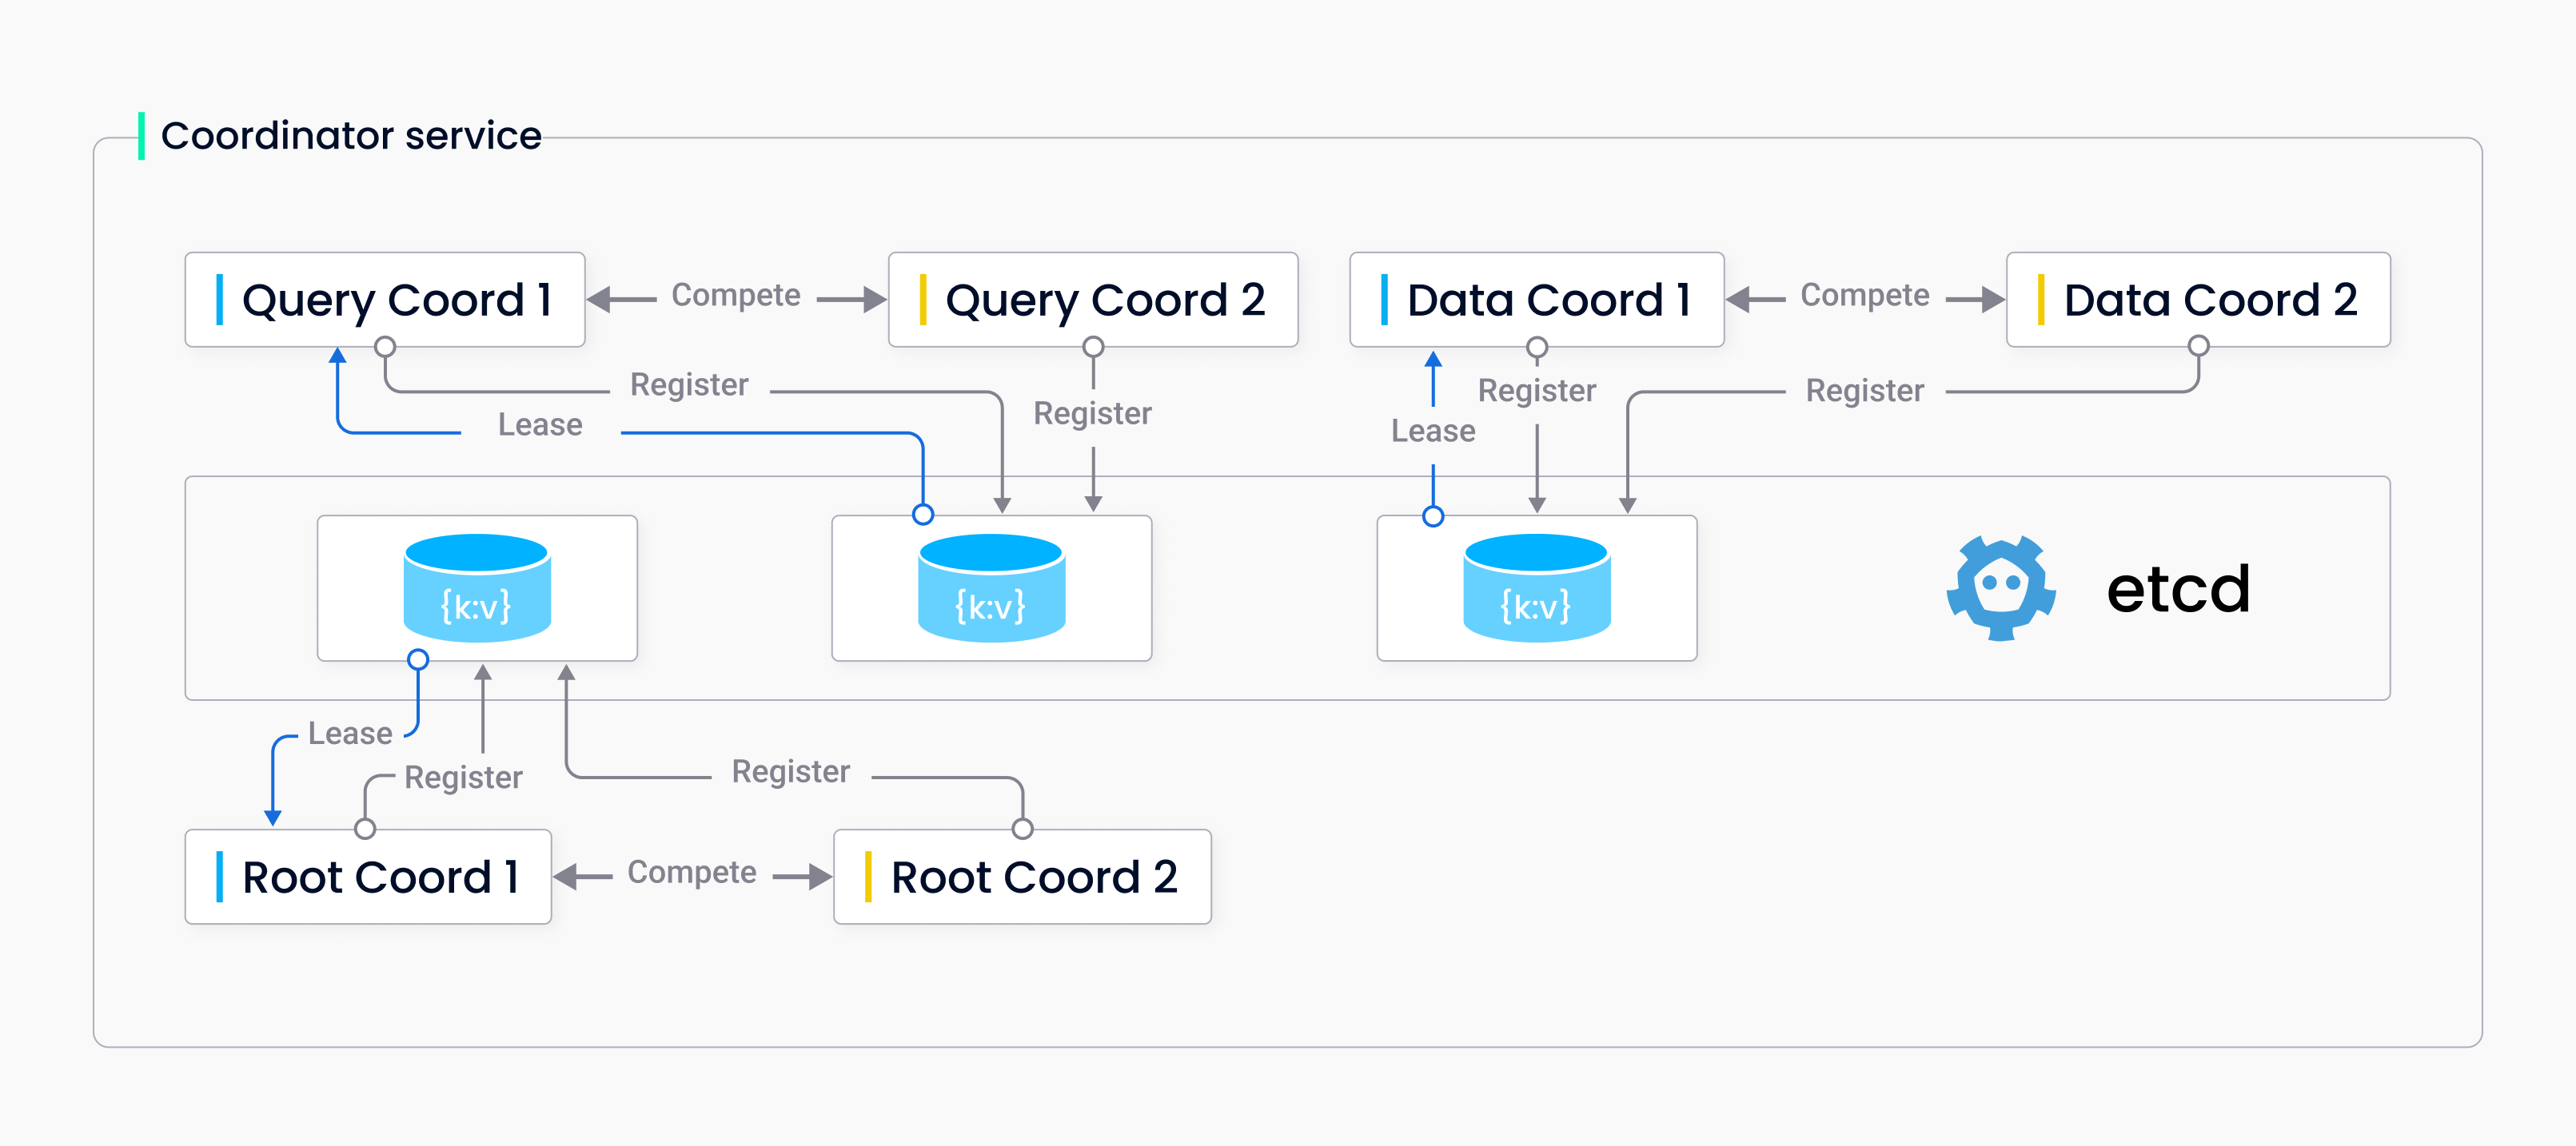 Coordinator service
Query Coord 1
Compete
Query Coord 2
Data Coord 1
Compete
Data Coord 2
Register
Lease
Register
Register
Lease
Register
{k:v}
{k:v}
{k:v}
etcd
Lease
Register
Register
Root Coord 1
Compete
Root Coord 2